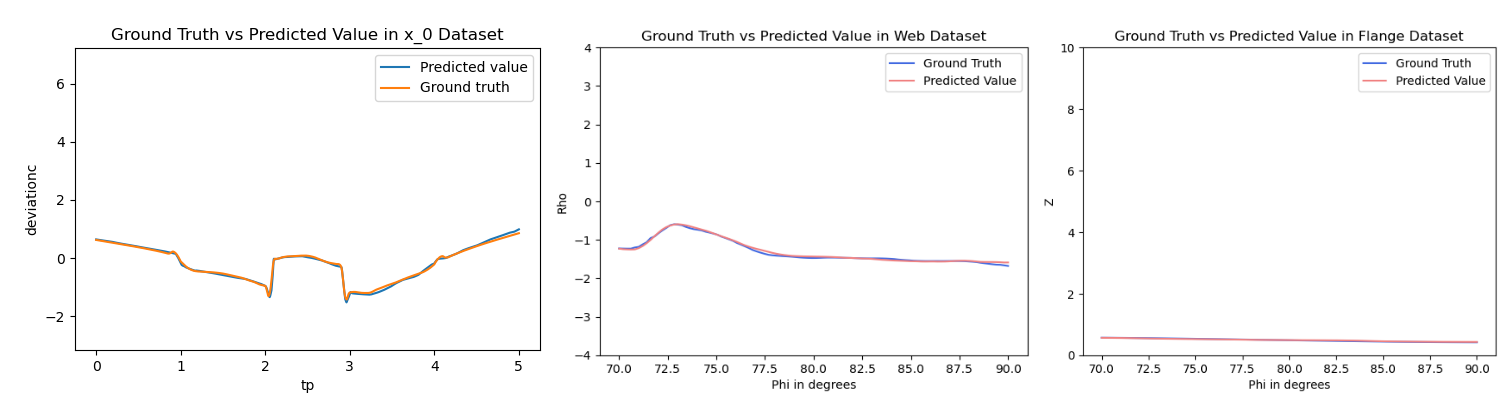 Ground Truth vs Predicted Value in x_0 Dataset
Predicted value
Ground truth
deviationc
6
4
2
0
−2
0 1 2 3 4 5
tp
Ground Truth vs Predicted Value in Web Dataset
Ground Truth
Predicted Value
Rho
4
3
2
1
0
−1
−2
−3
−4
70.0 72.5 75.0 77.5 80.0 82.5 85.0 87.5 90.0
Phi in degrees
Ground Truth vs Predicted Value in Flange Dataset
Ground Truth
Predicted Value
Z
10
8
6
4
2
0
70.0 72.5 75.0 77.5 80.0 82.5 85.0 87.5 90.0
Phi in degrees